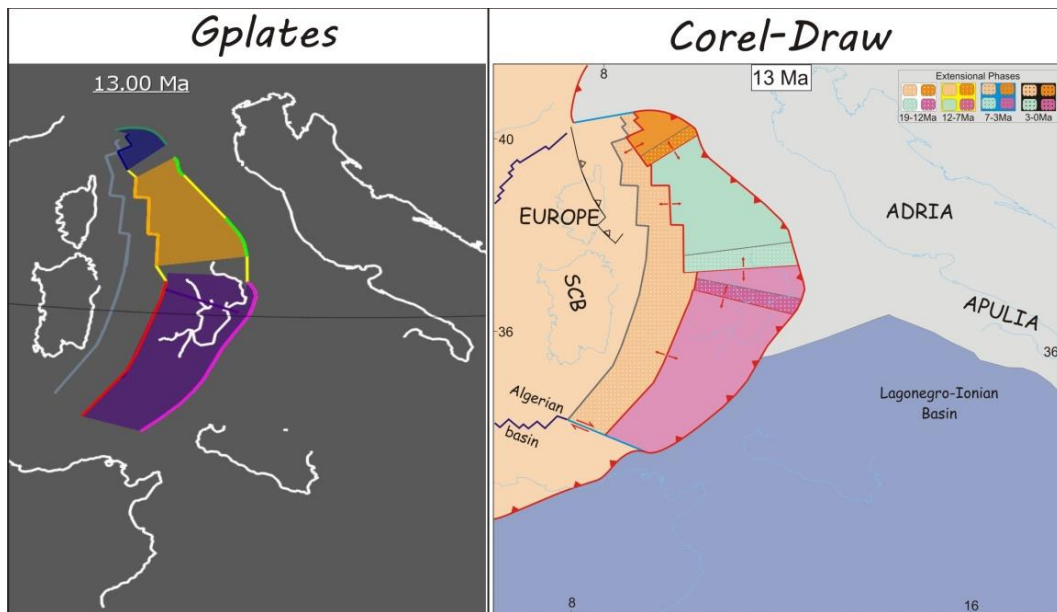 Gplates
Corel-Draw
13.00 Ma
8
13 Ma
Extensional Phases
19-12Ma 12-7Ma 7-3Ma 3-0Ma
40
EUROPE
ADRIA
SCB
APULIA
36
36
Algerian
basin
Lagonegro-Ionian
Basin
8
16